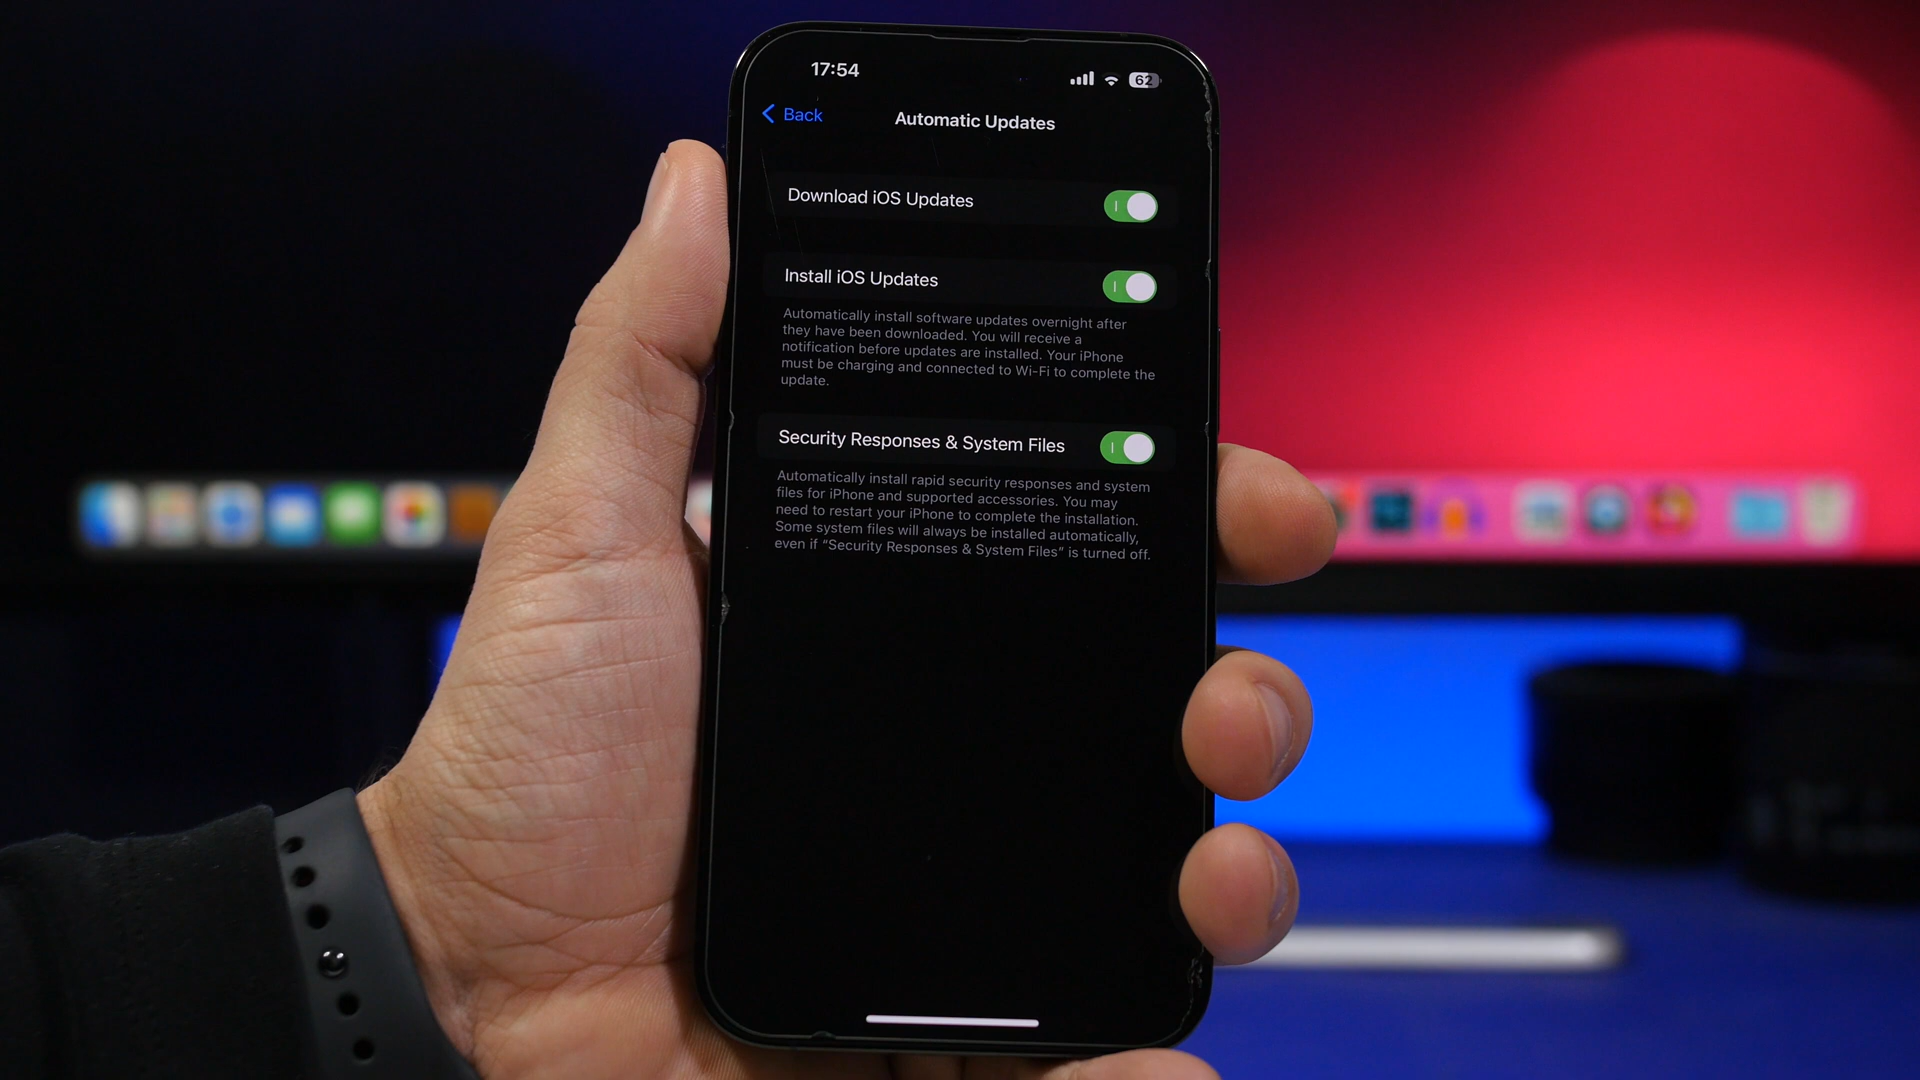 17:54
62
Back
Automatic Updates
Download iOS Updates
Install iOS Updates
Automatically install software updates overnight after
they have been downloaded. You will receive a
notification before updates are installed. Your iPhone
must be charging and connected to Wi-Fi to complete the
update.
Security Responses & System Files
Automatically install rapid security responses and system
files for iPhone and supported accessories. You may
need to restart your iPhone to complete the installation.
Some system files will always be installed automatically,
even if “Security Responses & System Files” is turned off.